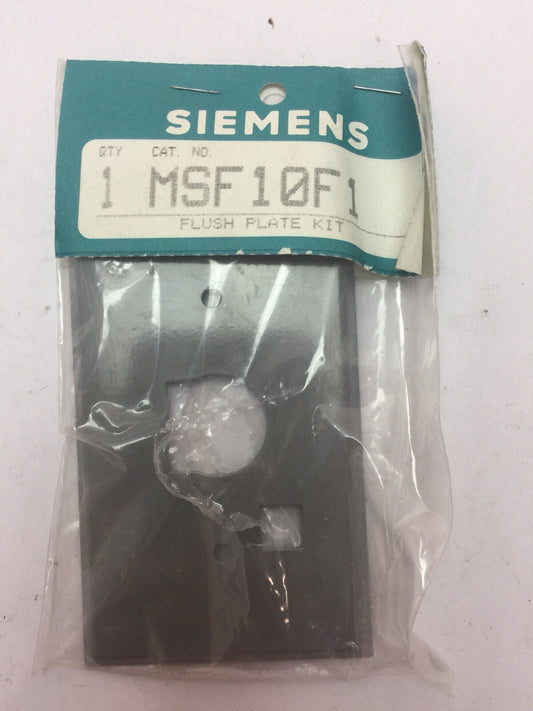 SIEMENS
QTY CAT. NO.
1 MSF10F1
FLUSH PLATE KIT